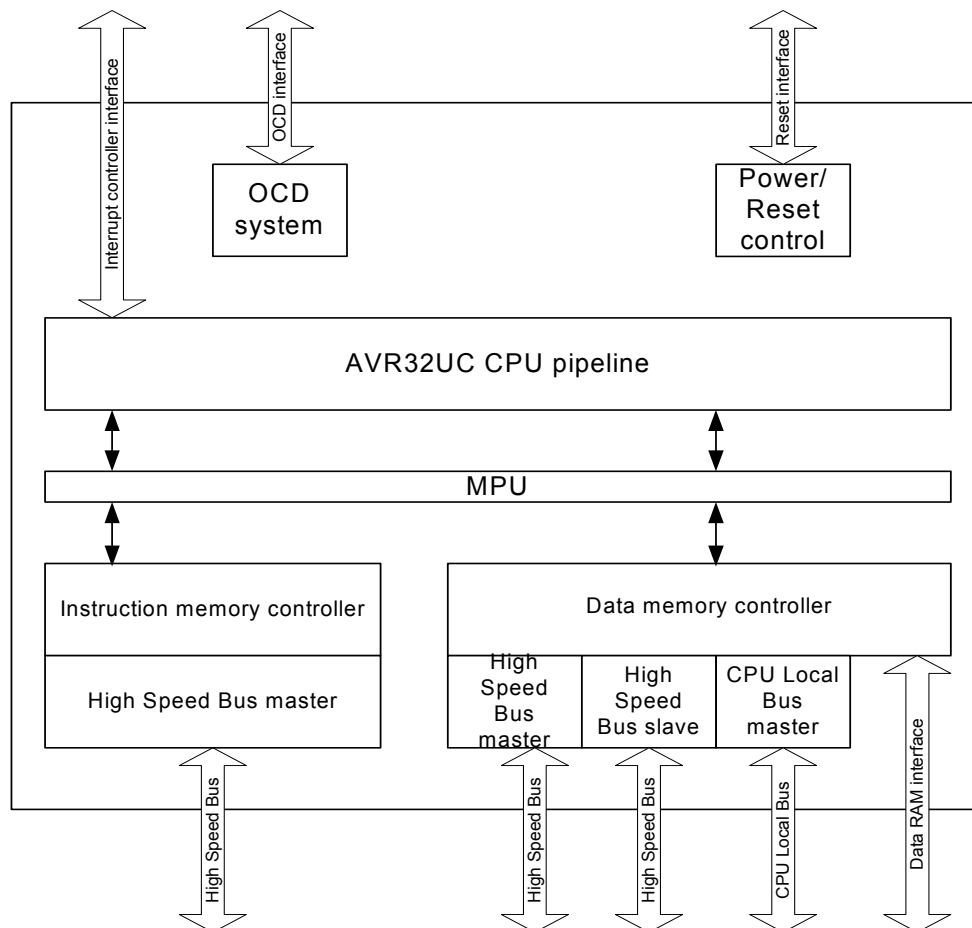 Interrupt controller interface
OCD interface
Reset interface
OCD
system
Power/
Reset
control
AVR32UC CPU pipeline
MPU
Instruction memory controller
Data memory controller
High Speed Bus master
High
Speed
Bus
master
High
Speed
Bus slave
CPU Local
Bus
master
High Speed Bus
High Speed Bus
High Speed Bus
CPU Local Bus
Data RAM interface